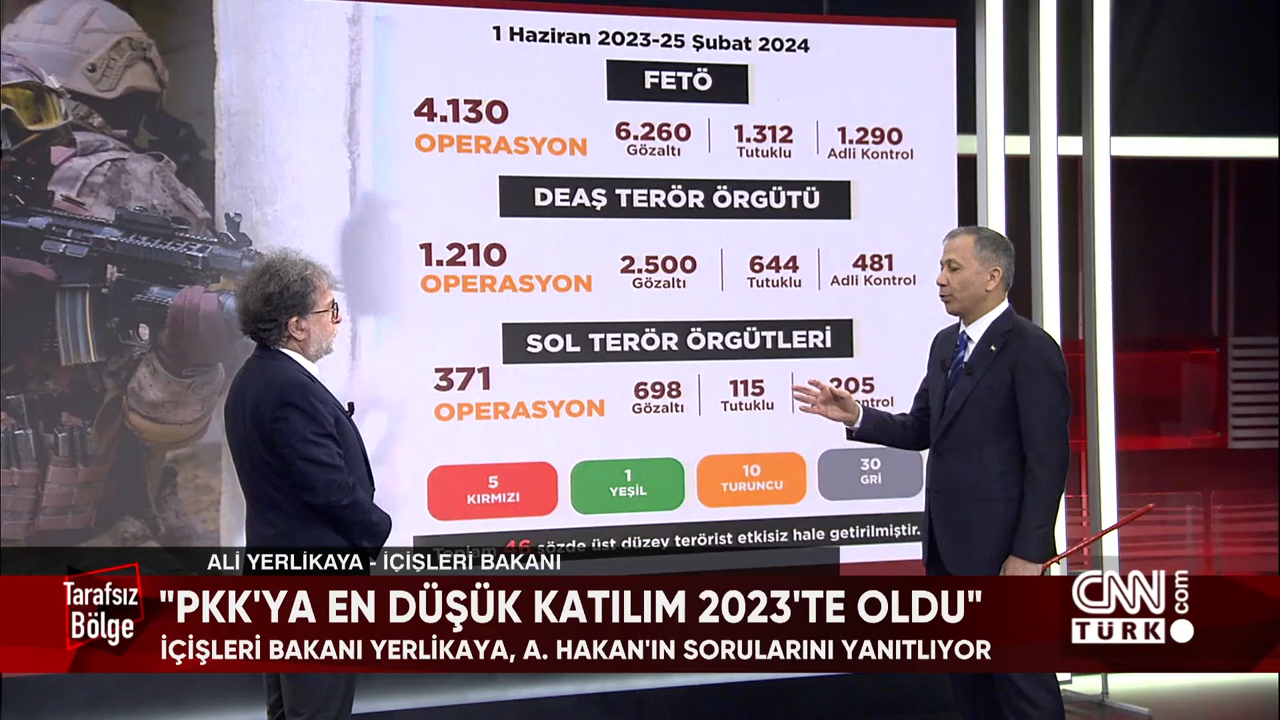 1 Haziran 2023-25 Şubat 2024
FETÖ
4.130
OPERASYON
6.260
Gözaltı
1.312
Tutuklu
1.290
Adli Kontrol
DEAŞ TERÖR ÖRGÜTÜ
1.210
OPERASYON
2.500
Gözaltı
644
Tutuklu
481
Adli Kontrol
SOL TERÖR ÖRGÜTLERİ
371
OPERASYON
698
Gözaltı
115
Tutuklu
205
ontrol
5
KIRMIZI
1
YEŞİL
10
TURUNCU
30
GRİ
Toplam 46 sözde üst düzey terörist etkisiz hale getirilmiştir.
ALİ YERLİKAYA - İÇİŞLERİ BAKANI
Tarafsız
Bölge
"PKK'YA EN DÜŞÜK KATILIM 2023'TE OLDU"
İÇİŞLERİ BAKANI YERLİKAYA, A. HAKAN'IN SORULARINI YANITLIYOR
CNN
TÜRK
.com